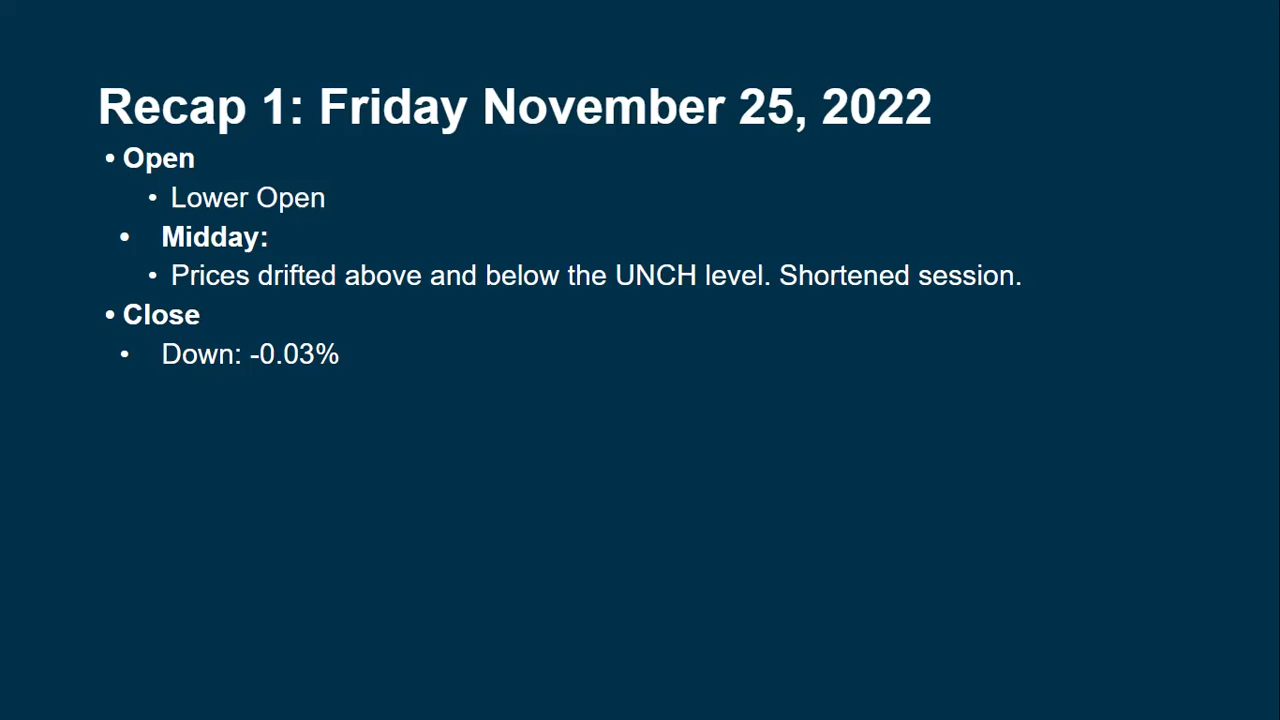 Recap 1: Friday November 25, 2022
• Open
• Lower Open
• Midday:
• Prices drifted above and below the UNCH level. Shortened session.
• Close
• Down: -0.03%